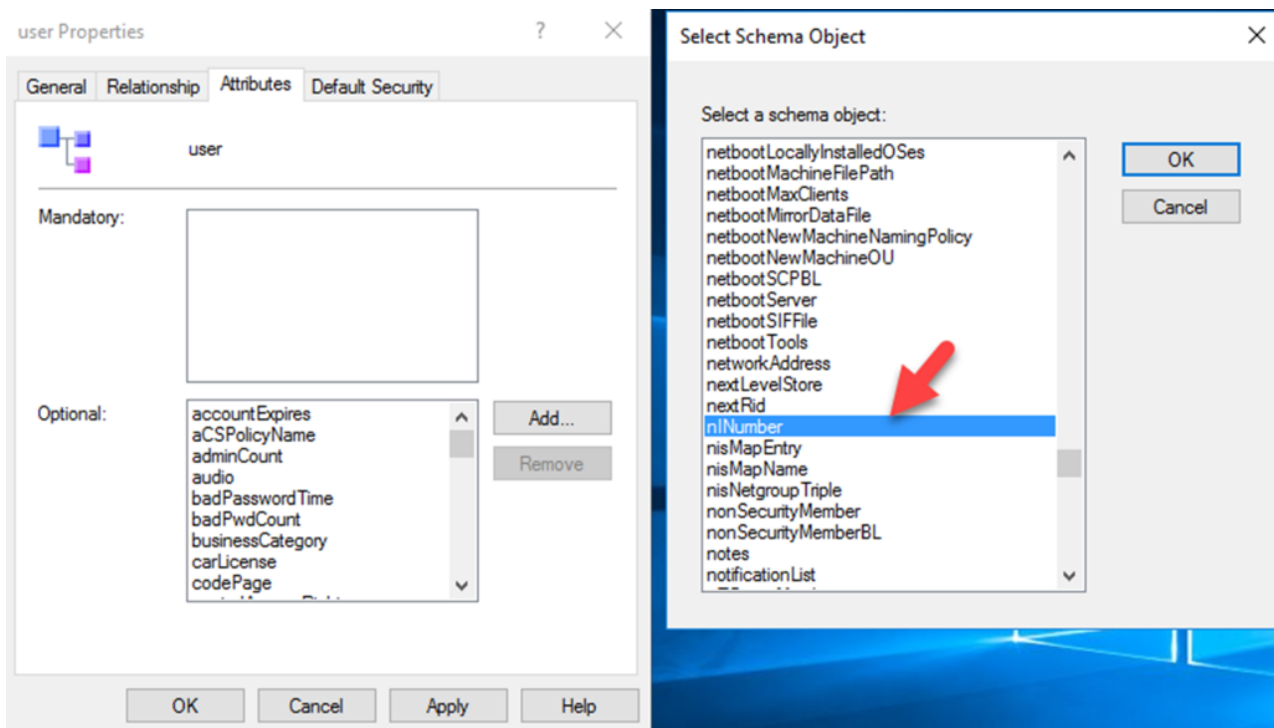 user Properties
?
General
Relationship
Attributes
Default Security
user
Mandatory:
Optional:
accountExpires
aCSPolicyName
adminCount
audio
badPasswordTime
badPwdCount
businessCategory
carLicense
codePage
Add...
Remove
OK
Cancel
Apply
Help
Select Schema Object
Select a schema object:
netbootLocallyInstalledOSes
netbootMachineFilePath
netbootMaxClients
netbootMirrorDataFile
netbootNewMachineNamingPolicy
netbootNewMachineOU
netbootSCPBL
netbootServer
netbootSIFFile
netbootTools
networkAddress
nextLevelStore
nextRid
nINumber
nisMapEntry
nisMapName
nisNetgroupTriple
nonSecurityMember
nonSecurityMemberBL
notes
notificationList
OK
Cancel